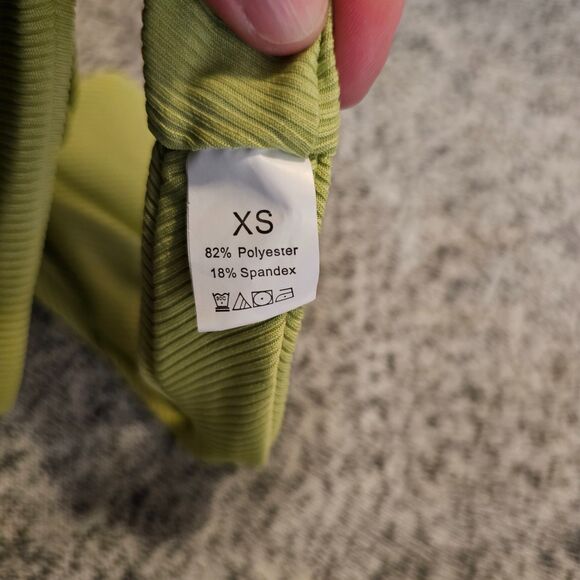 XS
82% Polyester
18% Spandex